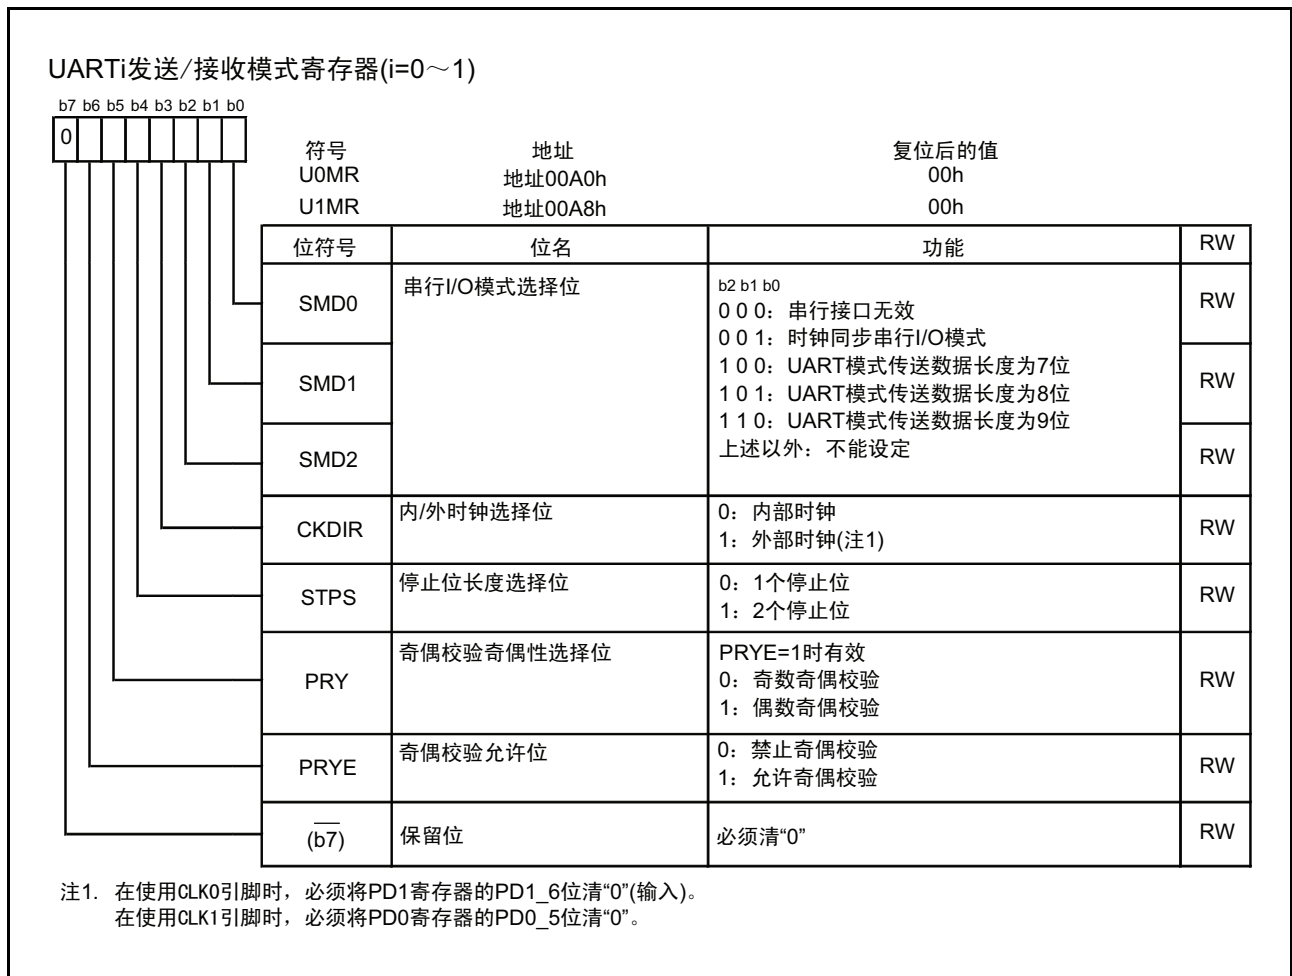 UARTi发送/接收模式寄存器(i=0～1)
b7 b6 b5 b4 b3 b2 b1 b0
0
符号 地址 复位后的值
U0MR 地址00A0h 00h
U1MR 地址00A8h 00h
位符号 位名 功能 RW
SMD0 串行I/O模式选择位 RW
SMD1 RW
SMD2 RW
b2 b1 b0
0 0 0：串行接口无效
0 0 1：时钟同步串行I/O模式
1 0 0：UART模式传送数据长度为7位
1 0 1：UART模式传送数据长度为8位
1 1 0：UART模式传送数据长度为9位
上述以外：不能设定
CKDIR 内/外时钟选择位 RW
0：内部时钟
1：外部时钟(注1)
STPS 停止位长度选择位 RW
0：1个停止位
1：2个停止位
PRY 奇偶校验奇偶性选择位 RW
PRYE=1时有效
0：奇数奇偶校验
1：偶数奇偶校验
PRYE 奇偶校验允许位 RW
0：禁止奇偶校验
1：允许奇偶校验
—
(b7) 保留位 必须清“0” RW
注1. 在使用CLK0引脚时，必须将PD1寄存器的PD1_6位清“0”(输入)。
在使用CLK1引脚时，必须将PD0寄存器的PD0_5位清“0”。